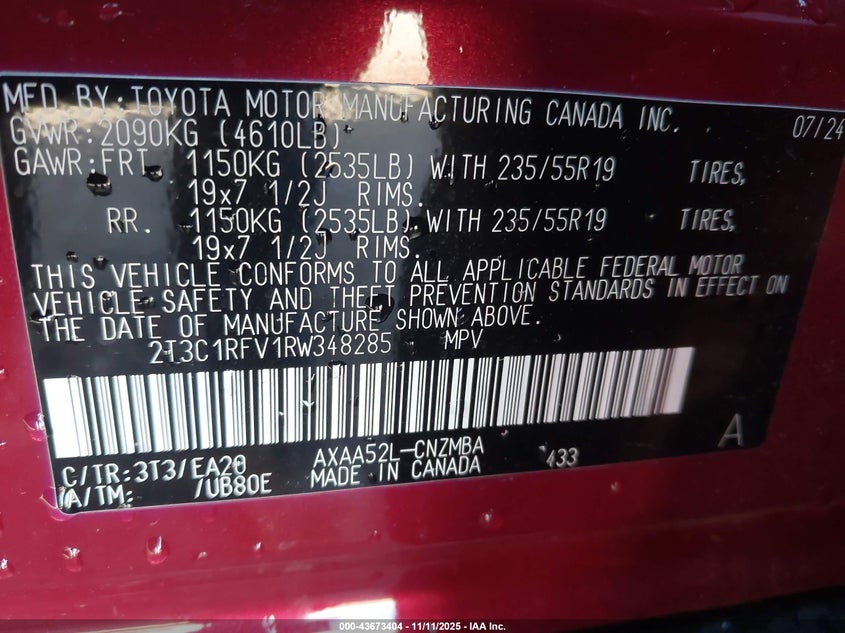 MFD. BY: TOYOTA MOTOR MANUFACTURING CANADA INC. 07/24
GVWR: 2090KG (4610LB)
GAWR: FRT. 1150KG (2535LB) WITH 235/55R19 TIRES,
19x7 1/2J RIMS.
RR. 1150KG (2535LB) WITH 235/55R19 TIRES,
19x7 1/2J RIMS.
THIS VEHICLE CONFORMS TO ALL APPLICABLE FEDERAL MOTOR
VEHICLE SAFETY AND THEFT PREVENTION STANDARDS IN EFFECT ON
THE DATE OF MANUFACTURE SHOWN ABOVE.
2T3C1RFV1RW348285 MPV
A
C/TR: 3T3/EA20 AXAA52L-CNZMBA 433
A/TM: /UB80E MADE IN CANADA
000-43673404 - 11/11/2025 - IAA Inc.